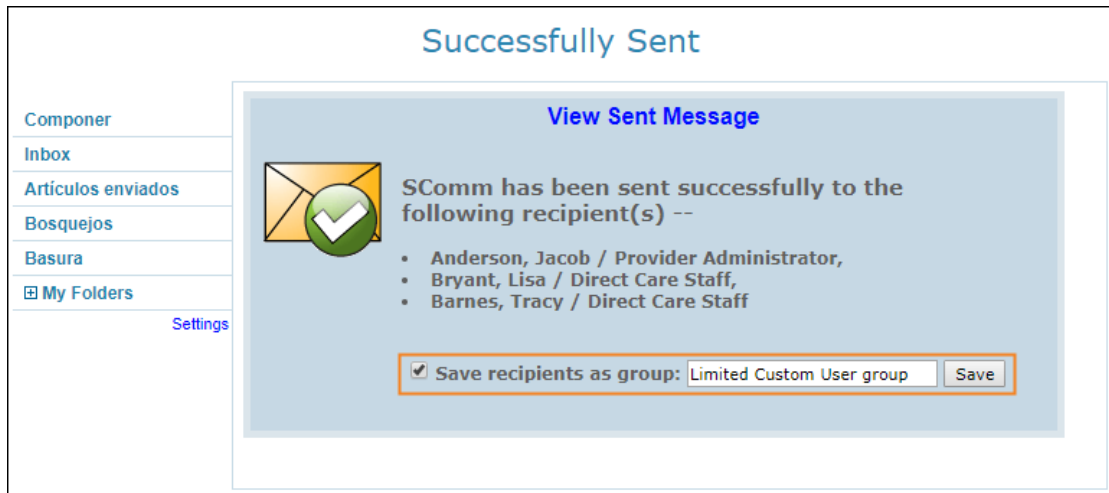 Successfully Sent
Componer
Inbox
Artículos enviados
Bosquejos
Basura
My Folders
Settings
View Sent Message
SComm has been sent successfully to the
following recipient(s) --
• Anderson, Jacob / Provider Administrator,
• Bryant, Lisa / Direct Care Staff,
• Barnes, Tracy / Direct Care Staff
Save recipients as group: Limited Custom User group Save